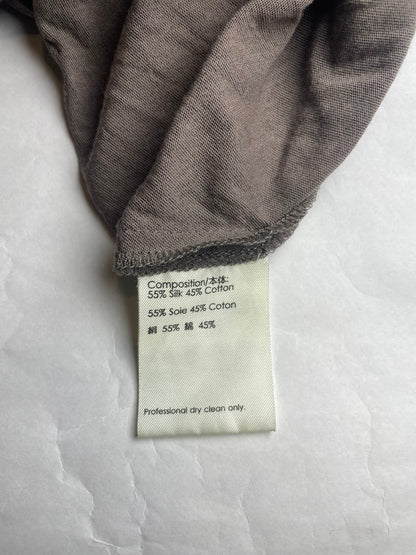 Composition/本体:
55% Silk 45% Cotton
55% Soie 45% Coton
絹 55% 綿 45%
Professional dry clean only.